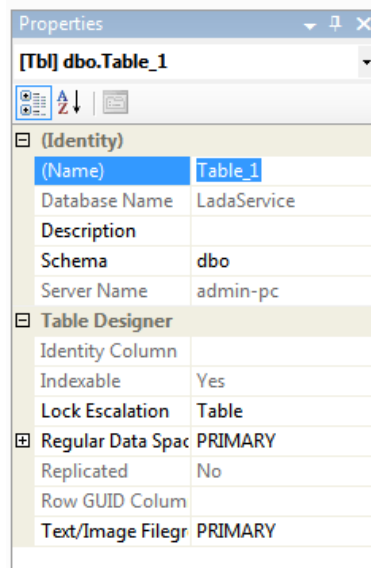 Properties
[Tbl] dbo.Table_1
A
Z
(Identity)
(Name) Table_1
Database Name LadaService
Description
Schema dbo
Server Name admin-pc
Table Designer
Identity Column
Indexable Yes
Lock Escalation Table
Regular Data Spac PRIMARY
Replicated No
Row GUID Colum
Text/Image Filegr PRIMARY